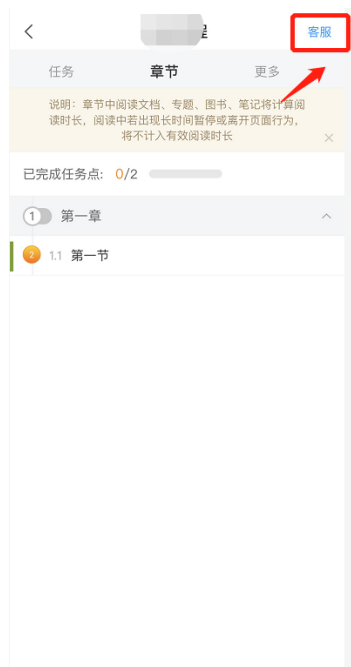 客服
任务 章节 更多
说明：章节中阅读文档、专题、图书、笔记将计算阅
读时长，阅读中若出现长时间暂停或离开页面行为，
将不计入有效阅读时长
已完成任务点: 0/2
1 第一章
2 1.1 第一节